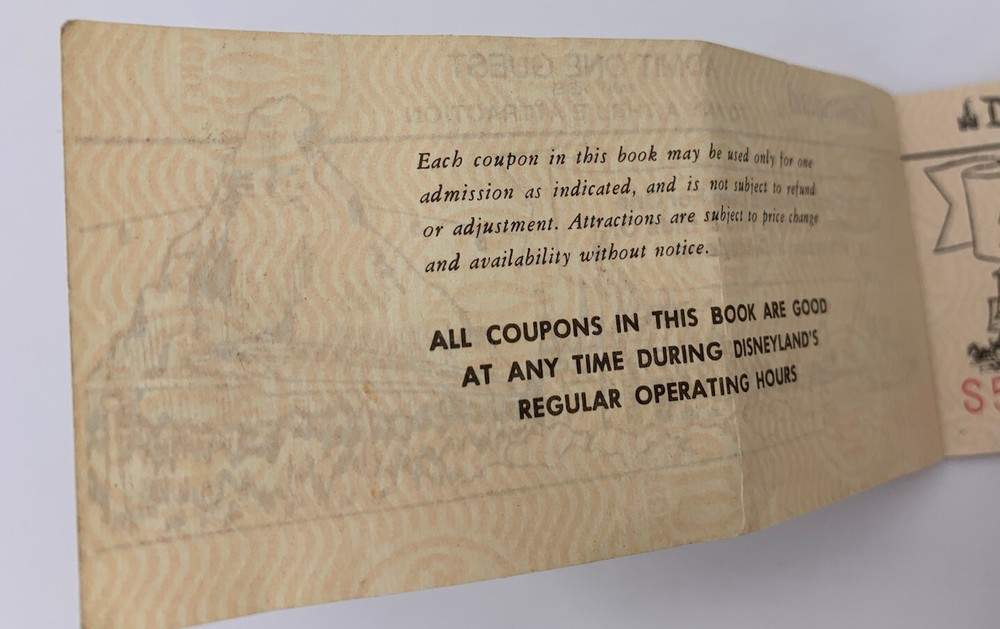 Each coupon in this book may be used only for one
admission as indicated, and is not subject to refund
or adjustment. Attractions are subject to price change
and availability without notice.
ALL COUPONS IN THIS BOOK ARE GOOD
AT ANY TIME DURING DISNEYLAND'S
REGULAR OPERATING HOURS